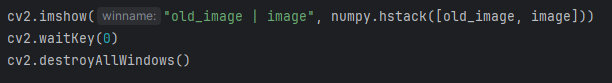 cv2.imshow( winname: "old_image | image", numpy.hstack([old_image, image]))
cv2.waitKey(0)
cv2.destroyAllWindows()